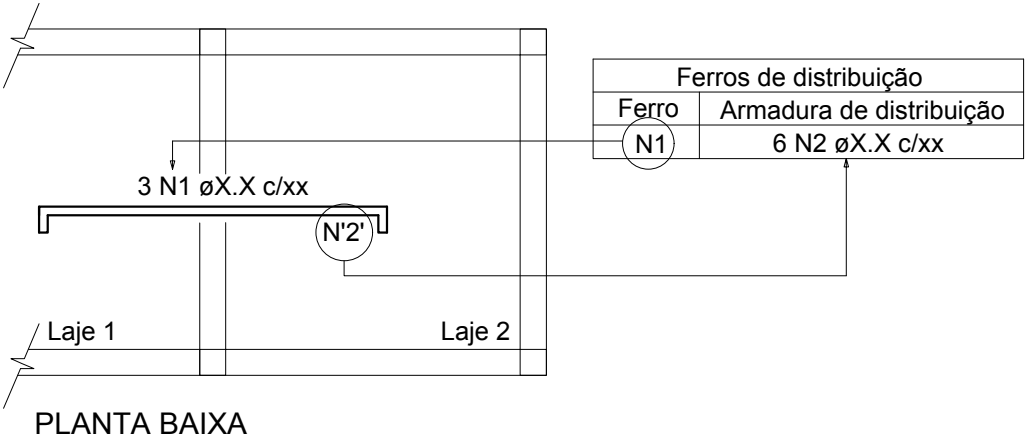 Ferros de distribuição
Ferro Armadura de distribuição
N1 6 N2 øX.X c/xx
3 N1 øX.X c/xx
N'2'
Laje 1 Laje 2
PLANTA BAIXA